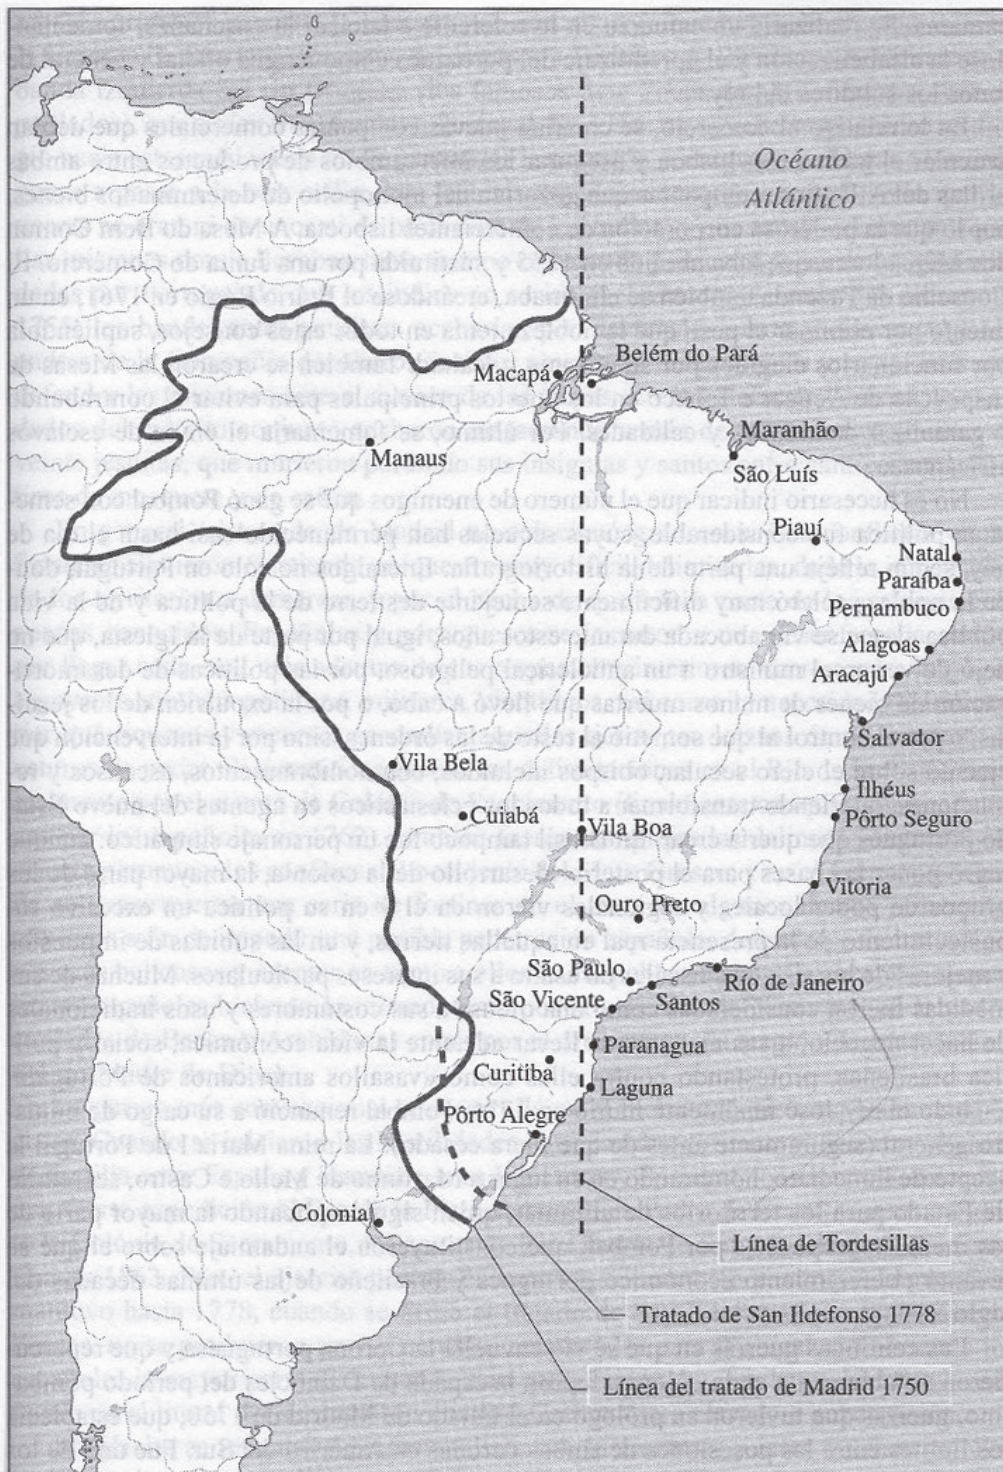 Océano
Atlántico
Macapá
Belém do Pará
Manaus
Maranhão
São Luís
Piauí
Natal
Paraíba
Pernambuco
Alagoas
Aracajú
Salvador
Vila Bela
Ilhéus
Cuiabá
Vila Boa
Pôrto Seguro
Vitoria
Ouro Preto
São Paulo
Río de Janeiro
São Vicente
Santos
Paranagua
Curitiba
Laguna
Pôrto Alegre
Colonia
Línea de Tordesillas
Tratado de San Ildefonso 1778
Línea del tratado de Madrid 1750